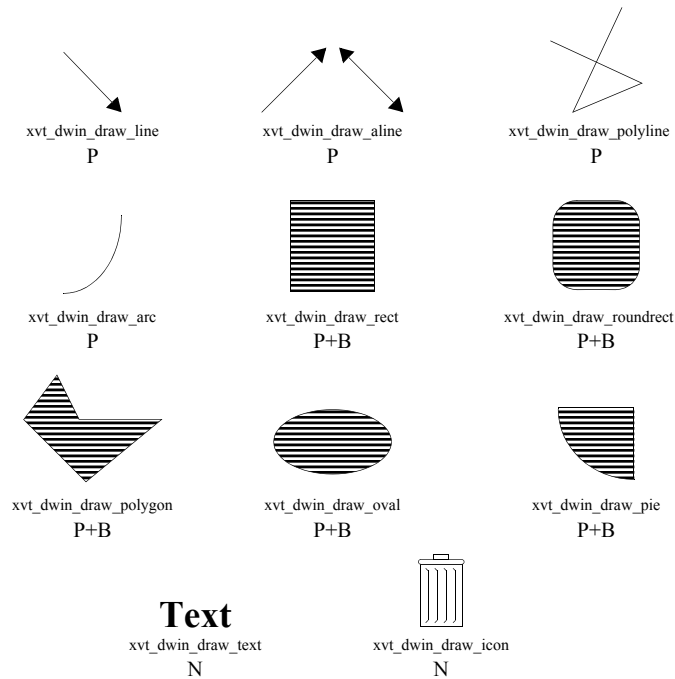 xvt_dwin_draw_line
xvt_dwin_draw_aline
xvt_dwin_draw_polyline
P
P
P
xvt_dwin_draw_arc
xvt_dwin_draw_rect
xvt_dwin_draw_roundrect
P
P+B
P+B
xvt_dwin_draw_polygon
xvt_dwin_draw_oval
xvt_dwin_draw_pie
P+B
P+B
P+B
Text
xvt_dwin_draw_text
xvt_dwin_draw_icon
N
N